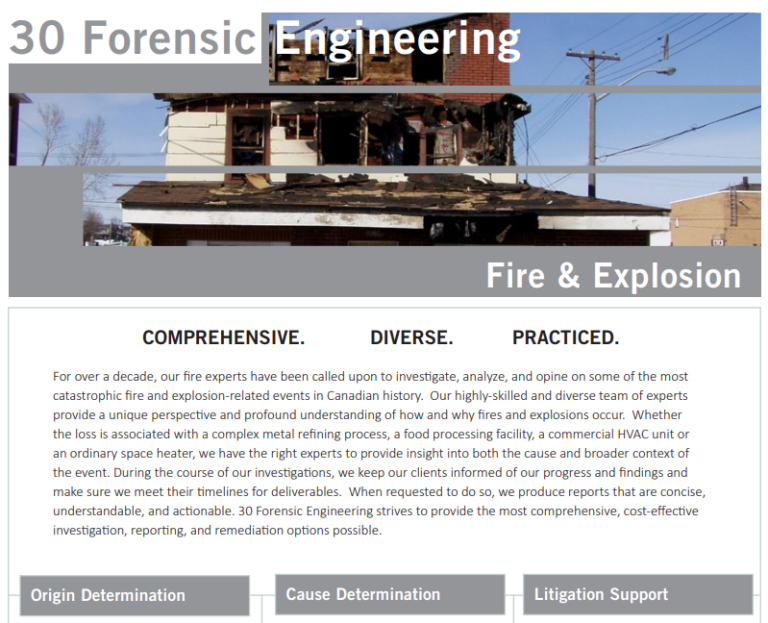 30 Forensic Engineering
Fire & Explosion
COMPREHENSIVE. DIVERSE. PRACTICED.
For over a decade, our fire experts have been called upon to investigate, analyze, and opine on some of the most
catastrophic fire and explosion-related events in Canadian history.  Our highly-skilled and diverse team of experts
provide a unique perspective and profound understanding of how and why fires and explosions occur.  Whether
the loss is associated with a complex metal refining process, a food processing facility, a commercial HVAC unit or
an ordinary space heater, we have the right experts to provide insight into both the cause and broader context of
the event. During the course of our investigations, we keep our clients informed of our progress and findings and
make sure we meet their timelines for deliverables.  When requested to do so, we produce reports that are concise,
understandable, and actionable. 30 Forensic Engineering strives to provide the most comprehensive, cost-effective
investigation, reporting, and remediation options possible.
Origin Determination
Cause Determination
Litigation Support